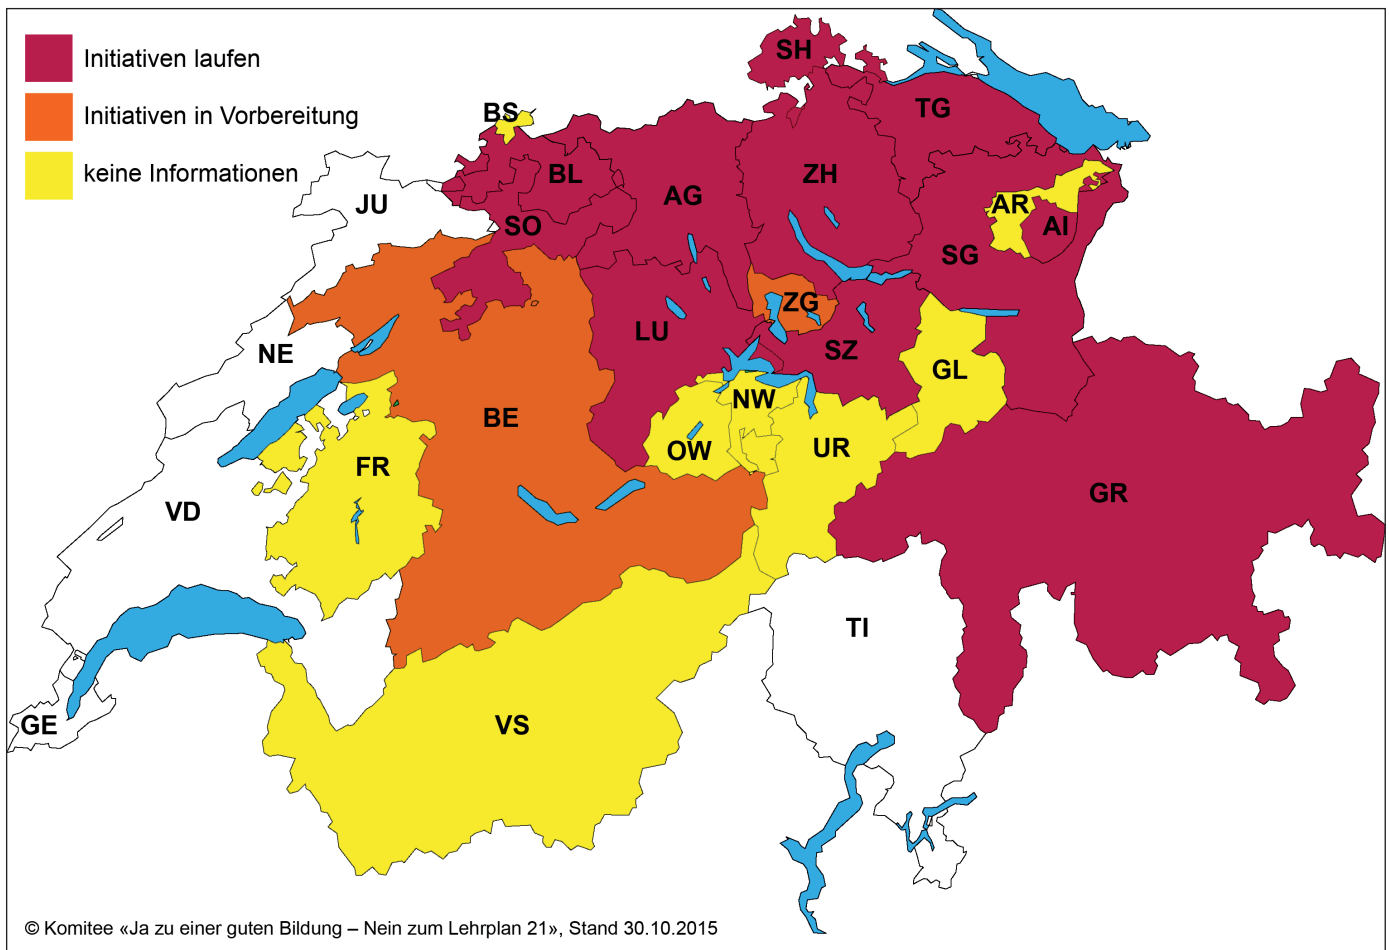 Initiativen laufen
Initiativen in Vorbereitung
keine Informationen
SH
BS
TG
JU
BL
AG
ZH
SO
AR
AI
SG
NE
LU
ZG
SZ
GL
BE
NW
OW
UR
FR
GR
VD
TI
GE
VS
© Komitee «Ja zu einer guten Bildung – Nein zum Lehrplan 21», Stand 30.10.2015